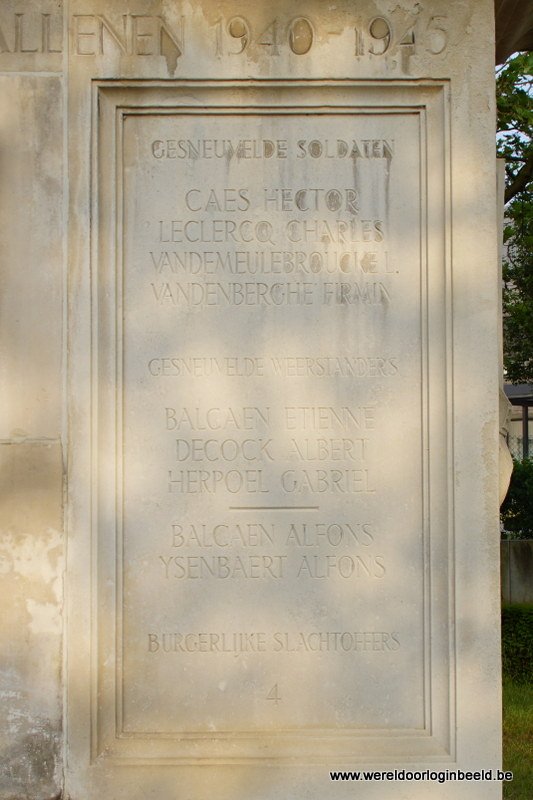 ALLENEN 1940-1945
GESNEUVELDE SOLDATEN
CAES HECTOR
LECLERCQ CHARLES
VANDEMEULEBROUCKE L.
VANDENBERGHE FIRMIN
GESNEUVELDE WEERSTANDERS
BALCAEN ETIENNE
DECOCK ALBERT
HERPOEL GABRIEL
BALCAEN ALFONS
YSENBAERT ALFONS
BURGERLIJKE SLACHTOFFERS
4
www.wereldoorloginbeeld.be